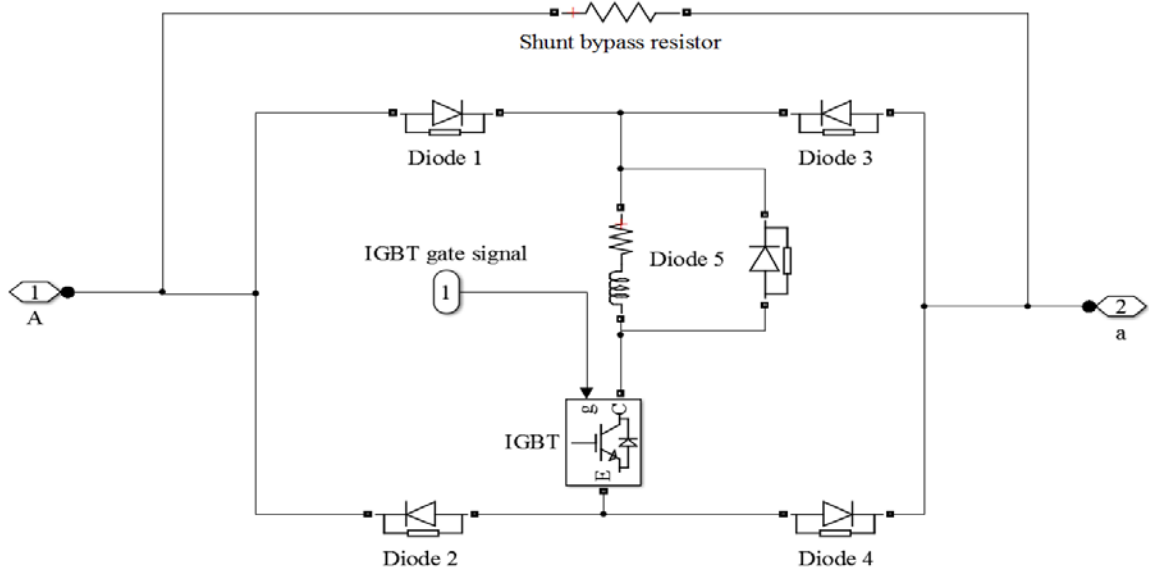 Shunt bypass resistor
Diode 1
Diode 3
IGBT gate signal
Diode 5
1
1
A
2
a
g
C
IGBT
E
Diode 2
Diode 4